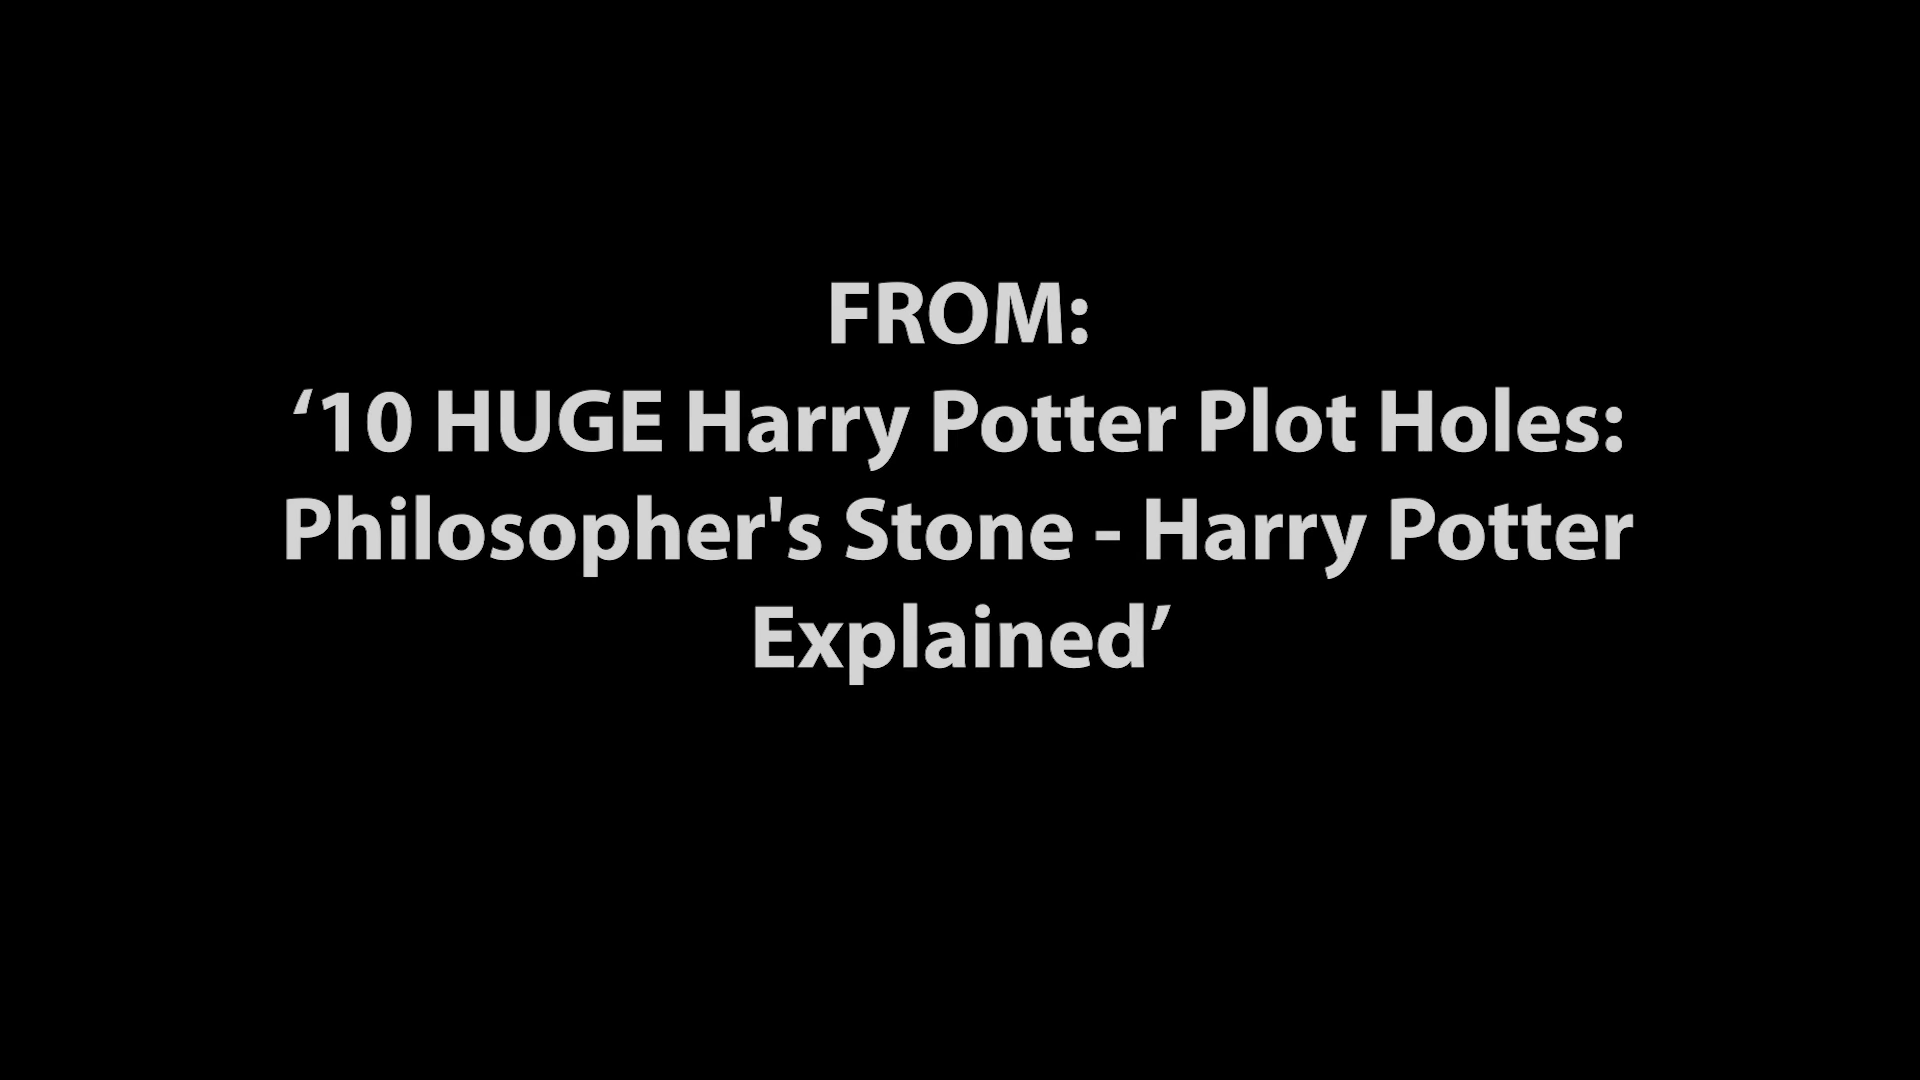 FROM:
‘10 HUGE Harry Potter Plot Holes:
Philosopher's Stone - Harry Potter
Explained’